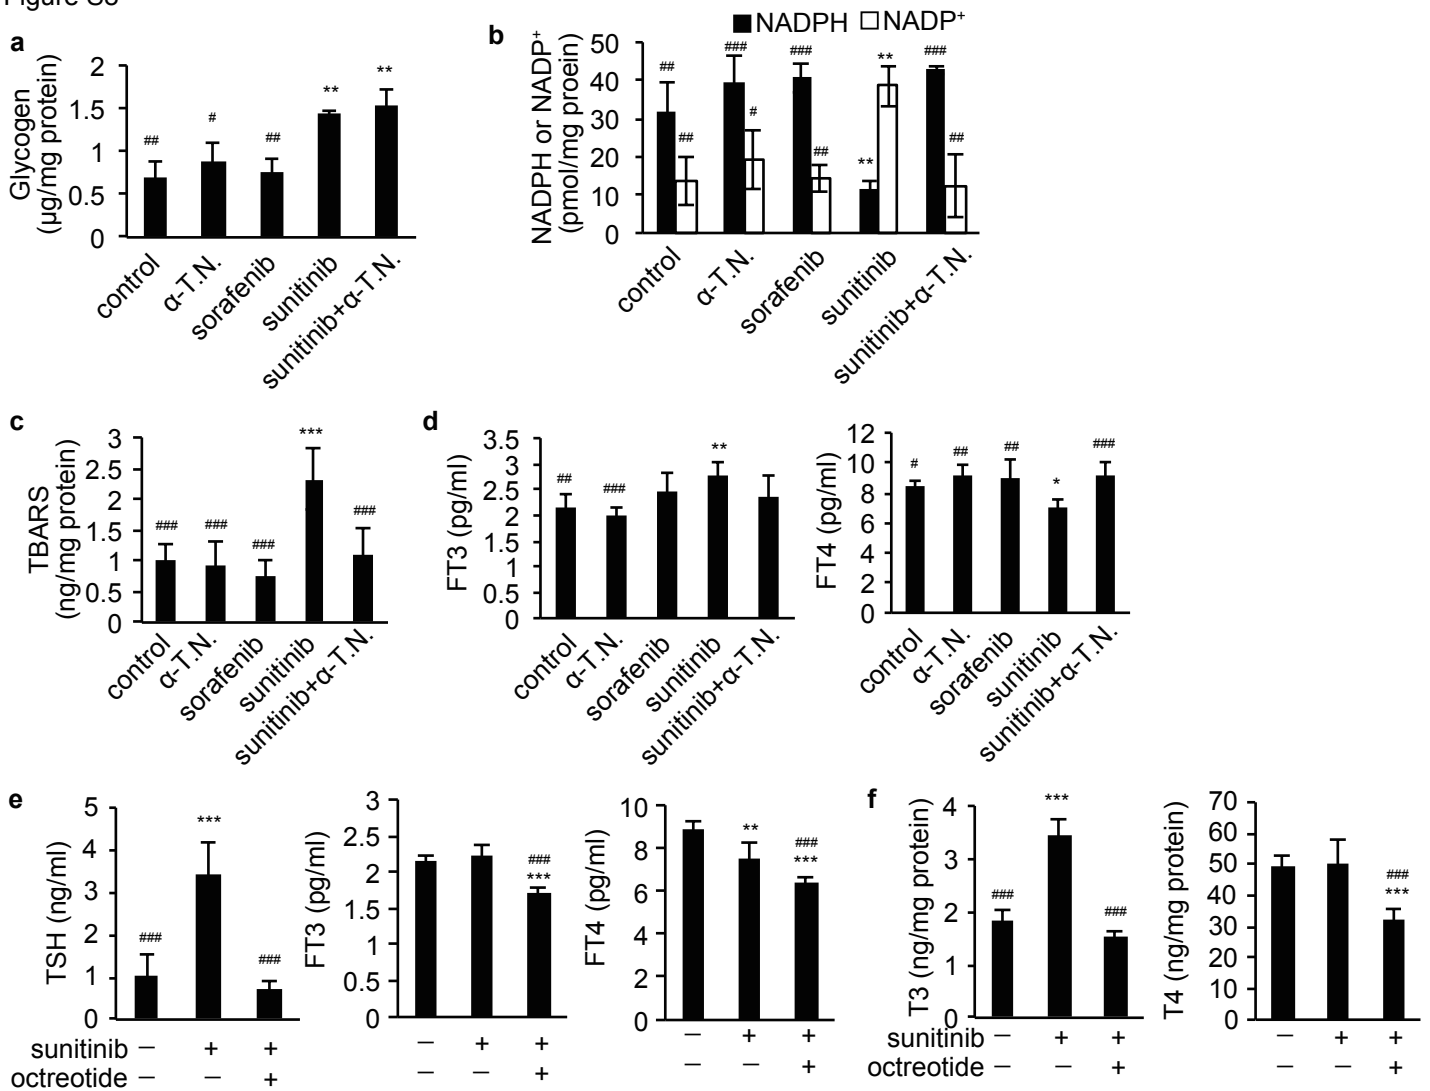 Figure S3
a
Glycogen
(μg/mg protein)
2
1.5
1
0.5
0
## # ## ** **
control α-T.N. sorafenib sunitinib sunitinib+α-T.N.
b
■NADPH □NADP+
NADPH or NADP+
(pmol/mg proein)
50
40
30
20
10
0
## ## ### # ### ## ** ** ### ##
control α-T.N. sorafenib sunitinib sunitinib+α-T.N.
c
TBARS
(ng/mg protein)
3
2.5
2
1.5
1
0.5
0
### ### ### *** ###
control α-T.N. sorafenib sunitinib sunitinib+α-T.N.
d
FT3 (pg/ml)
3.5
3
2.5
2
1.5
1
0.5
0
## ### **
control α-T.N. sorafenib sunitinib sunitinib+α-T.N.
FT4 (pg/ml)
12
10
8
6
4
2
0
# ## ## * ###
control α-T.N. sorafenib sunitinib sunitinib+α-T.N.
e
TSH (ng/ml)
5
4
3
2
1
0
### *** ###
sunitinib − + +
octreotide − − +
FT3 (pg/ml)
3
2.5
2
1.5
1
0.5
0
###
***
− + +
− − +
FT4 (pg/ml)
10
8
6
4
2
0
** ###
***
− + +
− − +
f
T3 (ng/mg protein)
4
3
2
1
0
### *** ###
sunitinib − + +
octreotide − − +
T4 (ng/mg protein)
70
60
50
40
30
20
10
0
###
***
− + +
− − +